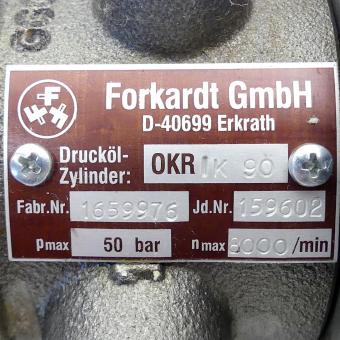 Forkardt GmbH
D-40699 Erkrath
Drucköl-
Zylinder: OKR IK 90
Fabr.Nr. 1659976 Jd.Nr. 159602
pmax 50 bar nmax 8000/min